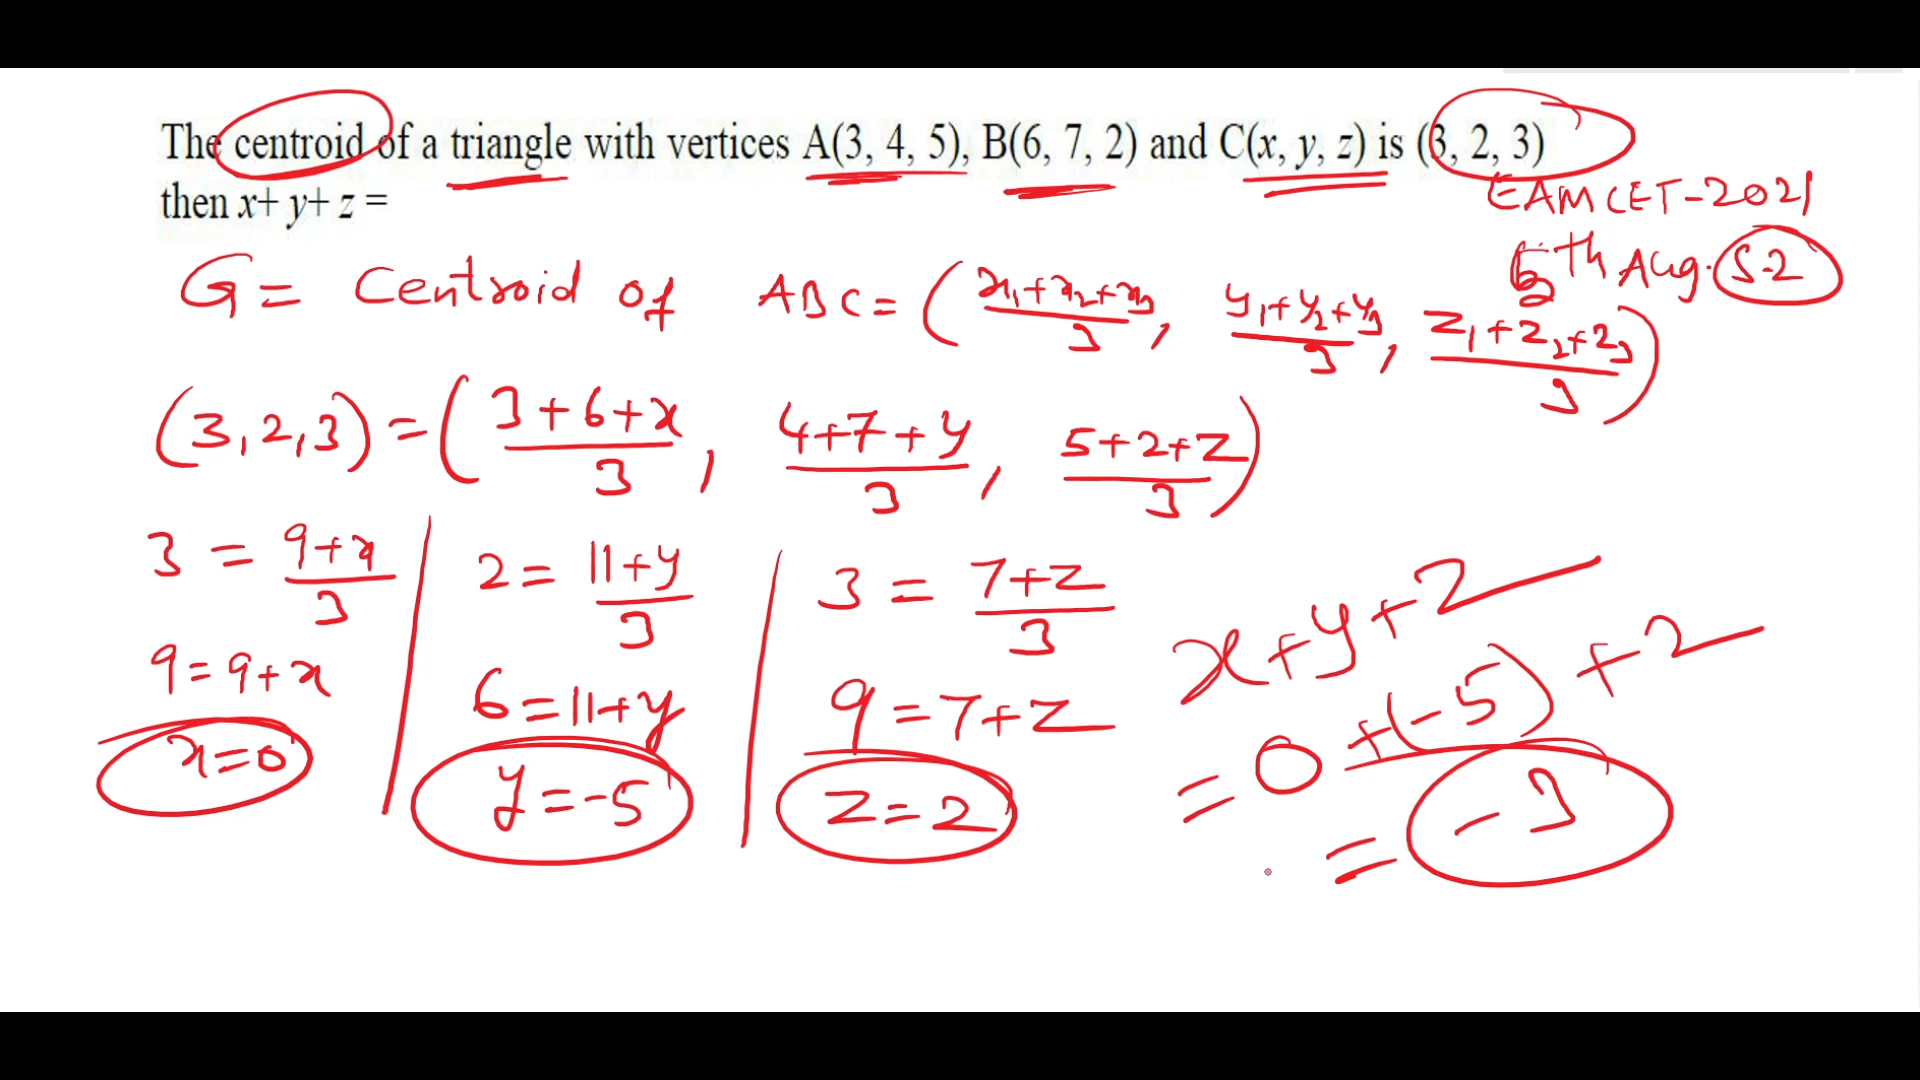 The centroid of a triangle with vertices A(3, 4, 5), B(6, 7, 2) and C(x, y, z) is (3, 2, 3)
then x+ y+ z =
EAMCET-2021
th Aug. S-2
G = Centroid of ABC = (x₁+x₂+x₃/3, y₁+y₂+y₃/3, z₁+z₂+z₃/3)
(3,2,3) = (3+6+x/3, 4+7+y/3, 5+2+z/3)
3 = 9+x/3
9=9+x
x=0
2 = 11+y/3
6=11+y
y=-5
3 = 7+z/3
9=7+z
z=2
x+y+z
=0+(-5)+2
= -3